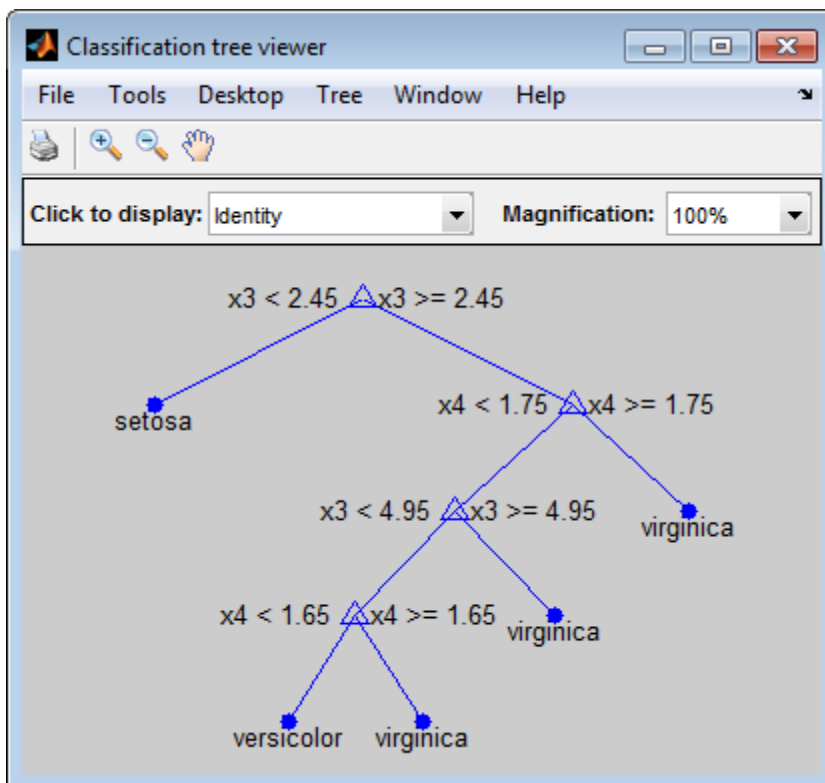 Classification tree viewer
File Tools Desktop Tree Window Help
Click to display: Identity Magnification: 100%
x3 < 2.45 x3 >= 2.45
setosa
x4 < 1.75 x4 >= 1.75
x3 < 4.95 x3 >= 4.95
virginica
x4 < 1.65 x4 >= 1.65
virginica
versicolor virginica